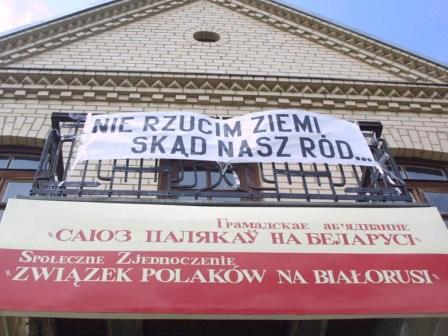 NIE RZUCIM ZIEMI
SKĄD NASZ RÓD...
ГРАМАДСКАЕ АБ'ЯДНАННЕ
"САЮЗ ПАЛЯКАЎ НА БЕЛАРУСІ"
SPOŁECZNE ZJEDNOCZENIE
"ZWIĄZEK POLAKÓW NA BIAŁORUSI"